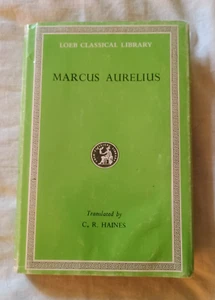 LOEB CLASSICAL LIBRARY
MARCUS AURELIUS
Translated by
C. R. HAINES